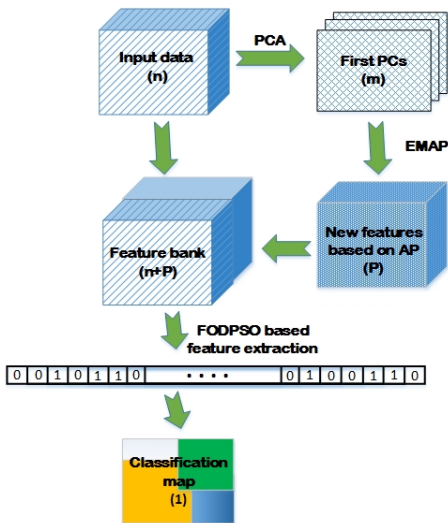 Input data
(n)
PCA
First PCs
(m)
EMAP
Feature bank
(n+P)
New features
based on AP
(P)
FODPSO based
feature extraction
0 0 1 0 1 1 0 . . . . 0 1 0 0 1 1 0
Classification
map
(1)